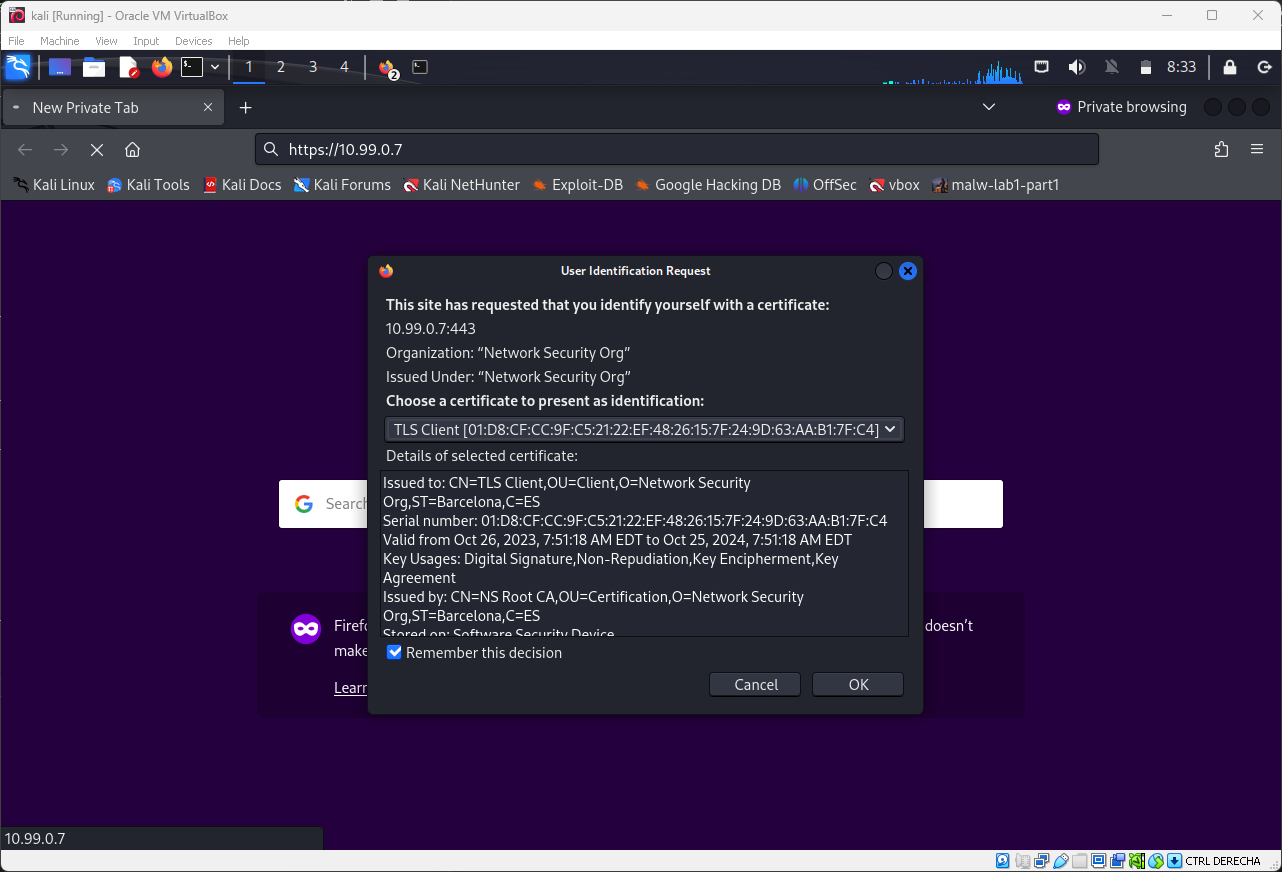 kali [Running] - Oracle VM VirtualBox
File Machine View Input Devices Help
1 2 3 4 2 8:33
New Private Tab Private browsing
https://10.99.0.7
Kali Linux Kali Tools Kali Docs Kali Forums Kali NetHunter Exploit-DB Google Hacking DB OffSec vbox malw-lab1-part1
User Identification Request
This site has requested that you identify yourself with a certificate:
10.99.0.7:443
Organization: “Network Security Org”
Issued Under: “Network Security Org”
Choose a certificate to present as identification:
TLS Client [01:D8:CF:CC:9F:C5:21:22:EF:48:26:15:7F:24:9D:63:AA:B1:7F:C4]
Details of selected certificate:
Issued to: CN=TLS Client,OU=Client,O=Network Security
Org,ST=Barcelona,C=ES
Serial number: 01:D8:CF:CC:9F:C5:21:22:EF:48:26:15:7F:24:9D:63:AA:B1:7F:C4
Valid from Oct 26, 2023, 7:51:18 AM EDT to Oct 25, 2024, 7:51:18 AM EDT
Key Usages: Digital Signature,Non-Repudiation,Key Encipherment,Key
Agreement
Issued by: CN=NS Root CA,OU=Certification,O=Network Security
Org,ST=Barcelona,C=ES
Stored on: Software Security Device
Remember this decision
Cancel OK
Search
Firefo doesn’t
make
Learn
10.99.0.7
CTRL DERECHA